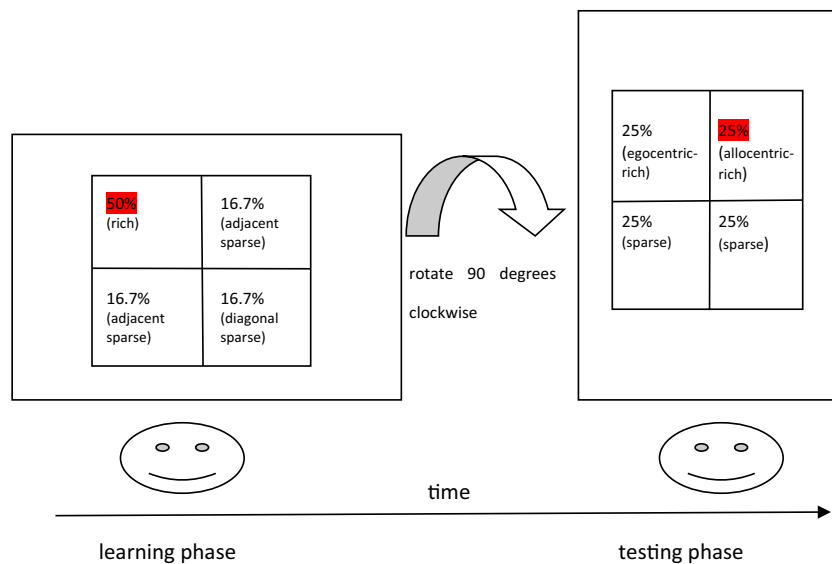 50%
(rich)
16.7%
(adjacent
sparse)
16.7%
(adjacent
sparse)
16.7%
(diagonal
sparse)
rotate 90 degrees
clockwise
25%
(egocentric-
rich)
25%
(allocentric-
rich)
25%
(sparse)
25%
(sparse)
time
learning phase
testing phase